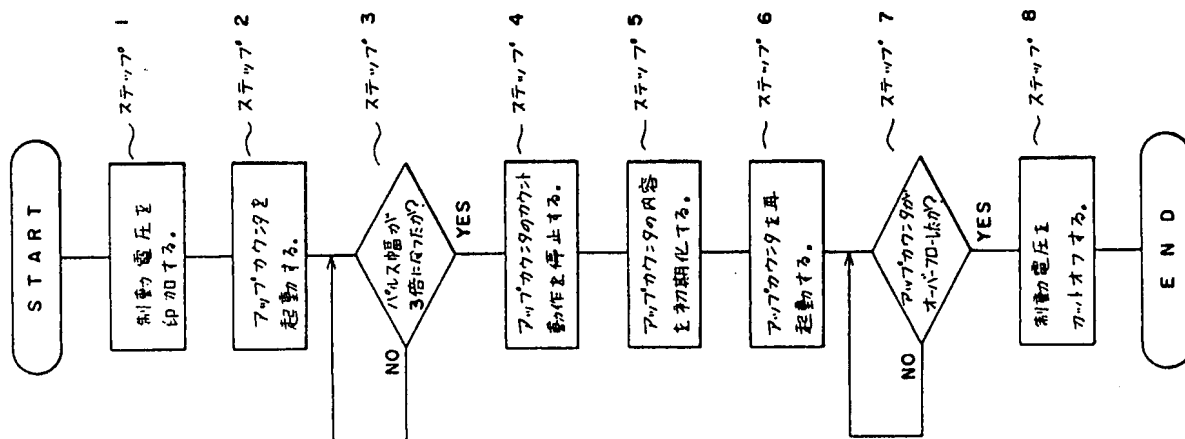 START
制動電圧を
印加する。
ステップ 1
アップカウンタを
起動する。
ステップ 2
パルス幅が
3倍になったか?
ステップ 3
NO
YES
アップカウンタのカウント
動作を停止する。
ステップ 4
アップカウンタの内容
を初期化する。
ステップ 5
アップカウンタを再
起動する。
ステップ 6
アップカウンタが
オーバーフローしたか?
ステップ 7
NO
YES
制動電圧を
カットオフする。
ステップ 8
END